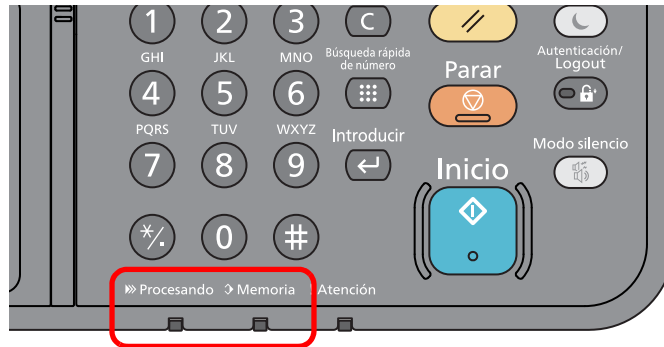 1 2 3 C
GHI JKL MNO Búsqueda rápida
de número
Autenticación/
Logout
4 5 6 Parar
PQRS TUV WXYZ Introducir
Modo silencio
7 8 9 Inicio
*/. 0 #
Procesando Memoria Atención